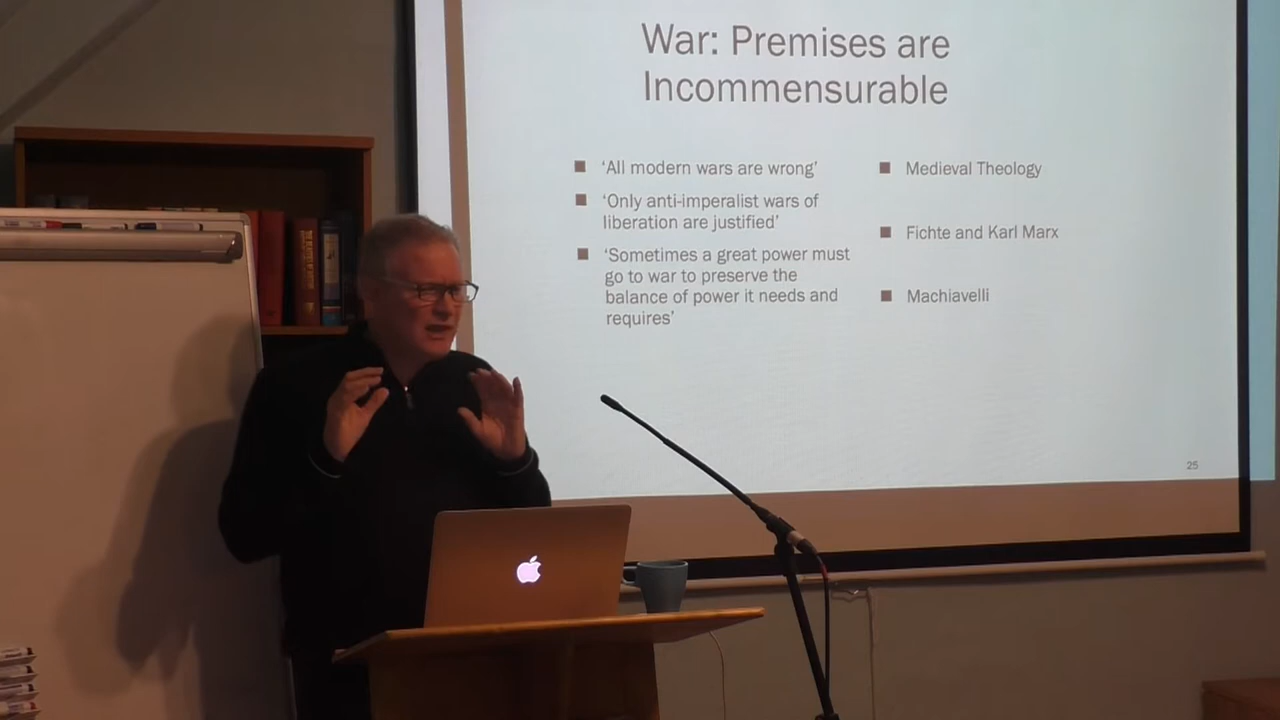 War: Premises are
Incommensurable
■ ‘All modern wars are wrong’
■ ‘Only anti-imperalist wars of
liberation are justified’
■ ‘Sometimes a great power must
go to war to preserve the
balance of power it needs and
requires’
■ Medieval Theology
■ Fichte and Karl Marx
■ Machiavelli
25